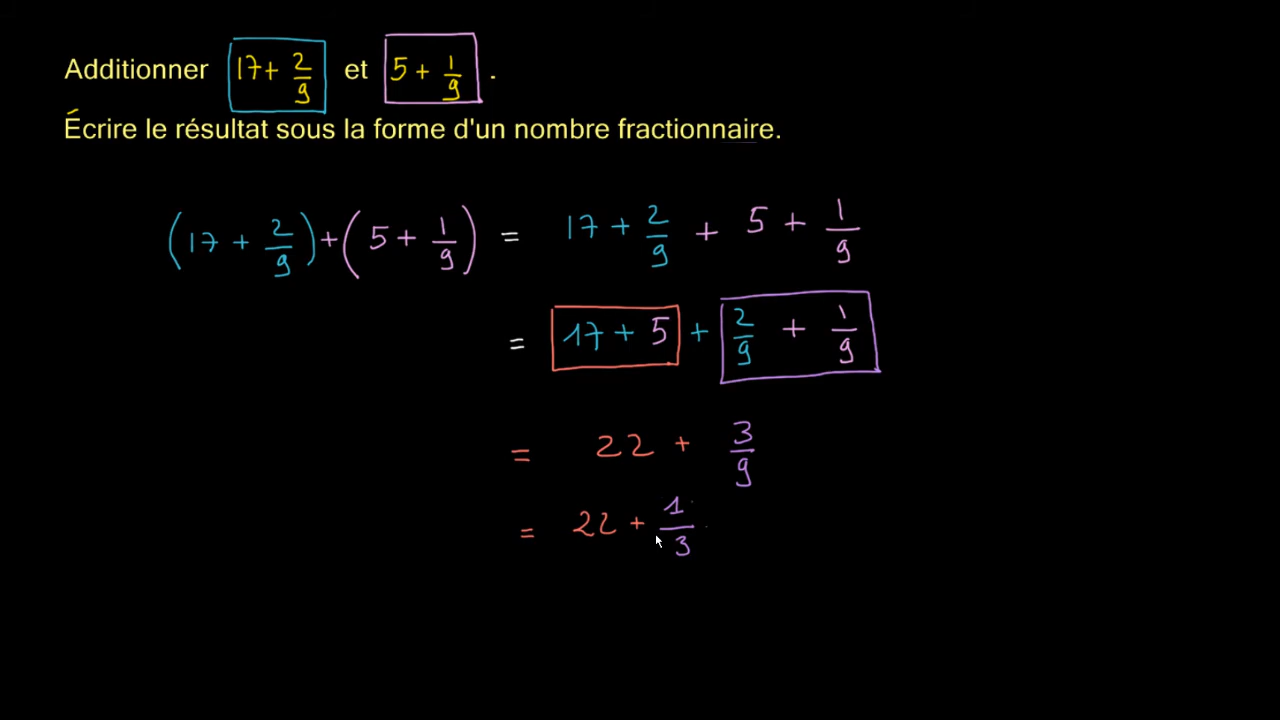 Additionner 17+ 2/9 et 5 + 1/9 .
Écrire le résultat sous la forme d'un nombre fractionnaire.
(17 + 2/9) + (5 + 1/9) = 17 + 2/9 + 5 + 1/9
= 17 + 5 + 2/9 + 1/9
= 22 + 3/9
= 22 + 1/3